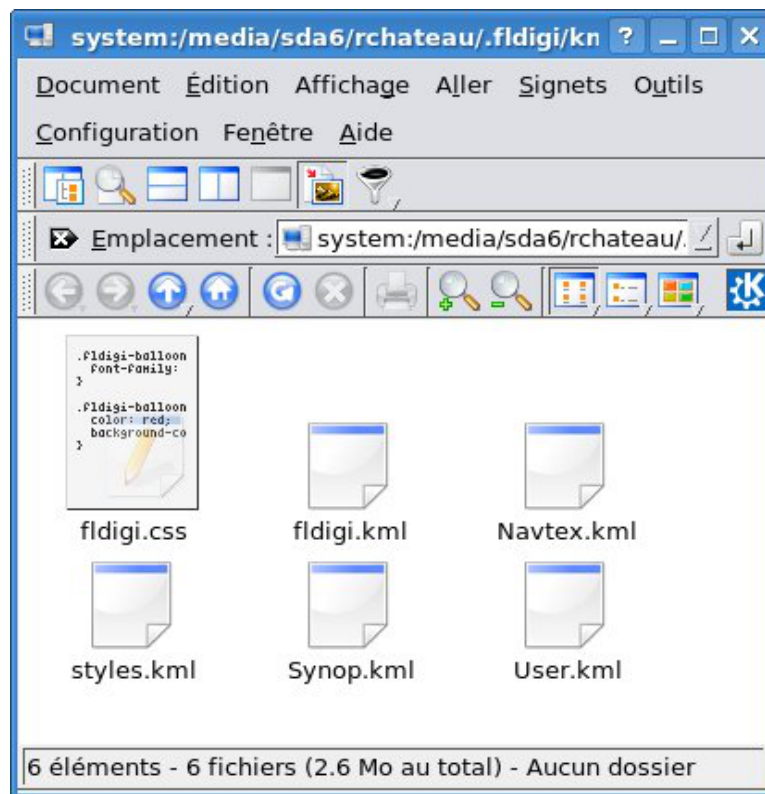 system:/media/sda6/rchateau/.fldigi/kn
Document Édition Affichage Aller Signets Outils
Configuration Fenêtre Aide
Emplacement : system:/media/sda6/rchateau/.
.fldigi-balloon
font-family:
}
.fldigi-balloon
color: red;
background-co
}
fldigi.css fldigi.kml Navtex.kml
styles.kml Synop.kml User.kml
6 éléments - 6 fichiers (2.6 Mo au total) - Aucun dossier